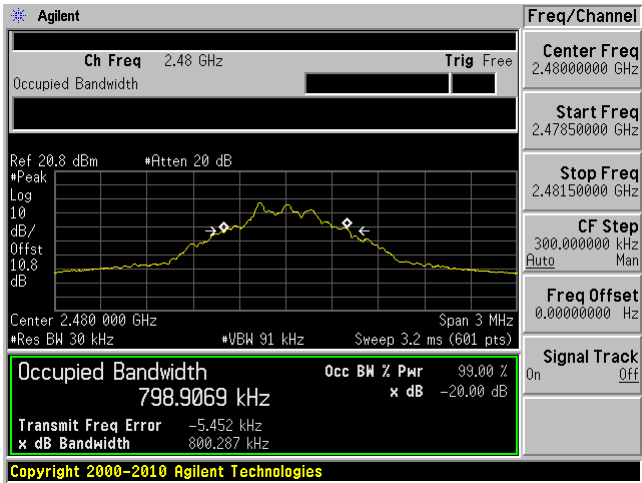 Agilent
Freq/Channel
Ch Freq 2.48 GHz Trig Free
Occupied Bandwidth
Center Freq
2.48000000 GHz
Start Freq
2.47850000 GHz
Stop Freq
2.48150000 GHz
CF Step
300.000000 kHz
Auto Man
Freq Offset
0.00000000 Hz
Signal Track
On Off
Ref 20.8 dBm #Atten 20 dB
#Peak
Log
10
dB/
Offst
10.8
dB
Center 2.480 000 GHz Span 3 MHz
#Res BW 30 kHz #VBW 91 kHz Sweep 3.2 ms (601 pts)
Occupied Bandwidth Occ BW % Pwr 99.00 %
798.9069 kHz x dB -20.00 dB
Transmit Freq Error -5.452 kHz
x dB Bandwidth 800.287 kHz
Copyright 2000-2010 Agilent Technologies